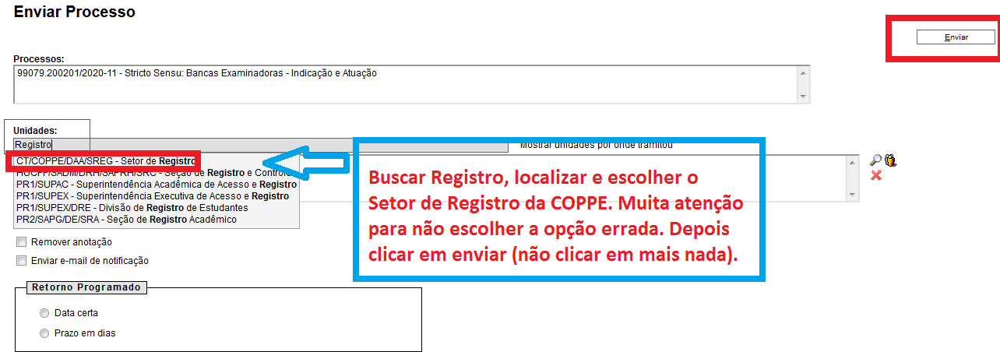 Enviar Processo
Enviar
Processos:
99079.200201/2020-11 - Stricto Sensu: Bancas Examinadoras - Indicação e Atuação
Unidades:
Registro
Mostrar unidades por onde tramitou
CT/COPPE/DAA/SREG - Setor de Registro
HUCFF/SADM/DRH/SAPRH/SRC - Seção de Registro e Controle
PR1/SUPAC - Superintendência Acadêmica de Acesso e Registro
PR1/SUPEX - Superintendência Executiva de Acesso e Registro
PR1/SUPEX/DRE - Divisão de Registro de Estudantes
PR2/SAPG/DE/SRA - Seção de Registro Acadêmico
Buscar Registro, localizar e escolher o
Setor de Registro da COPPE. Muita atenção
para não escolher a opção errada. Depois
clicar em enviar (não clicar em mais nada).
Remover anotação
Enviar e-mail de notificação
Retorno Programado
Data certa
Prazo em dias